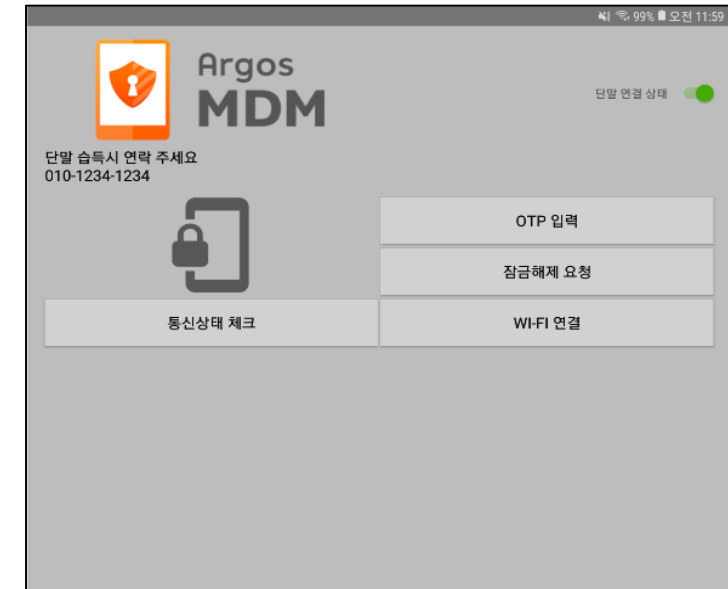 99% 오전 11:59
Argos
MDM
단말 연결 상태
단말 습득시 연락 주세요
010-1234-1234
OTP 입력
잠금해제 요청
통신상태 체크
WI-FI 연결